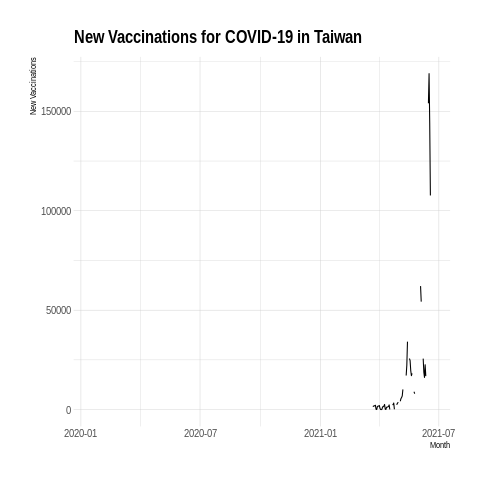 New Vaccinations for COVID-19 in Taiwan
New Vaccinations
150000
100000
50000
0
2020-01
2020-07
2021-01
2021-07
Month